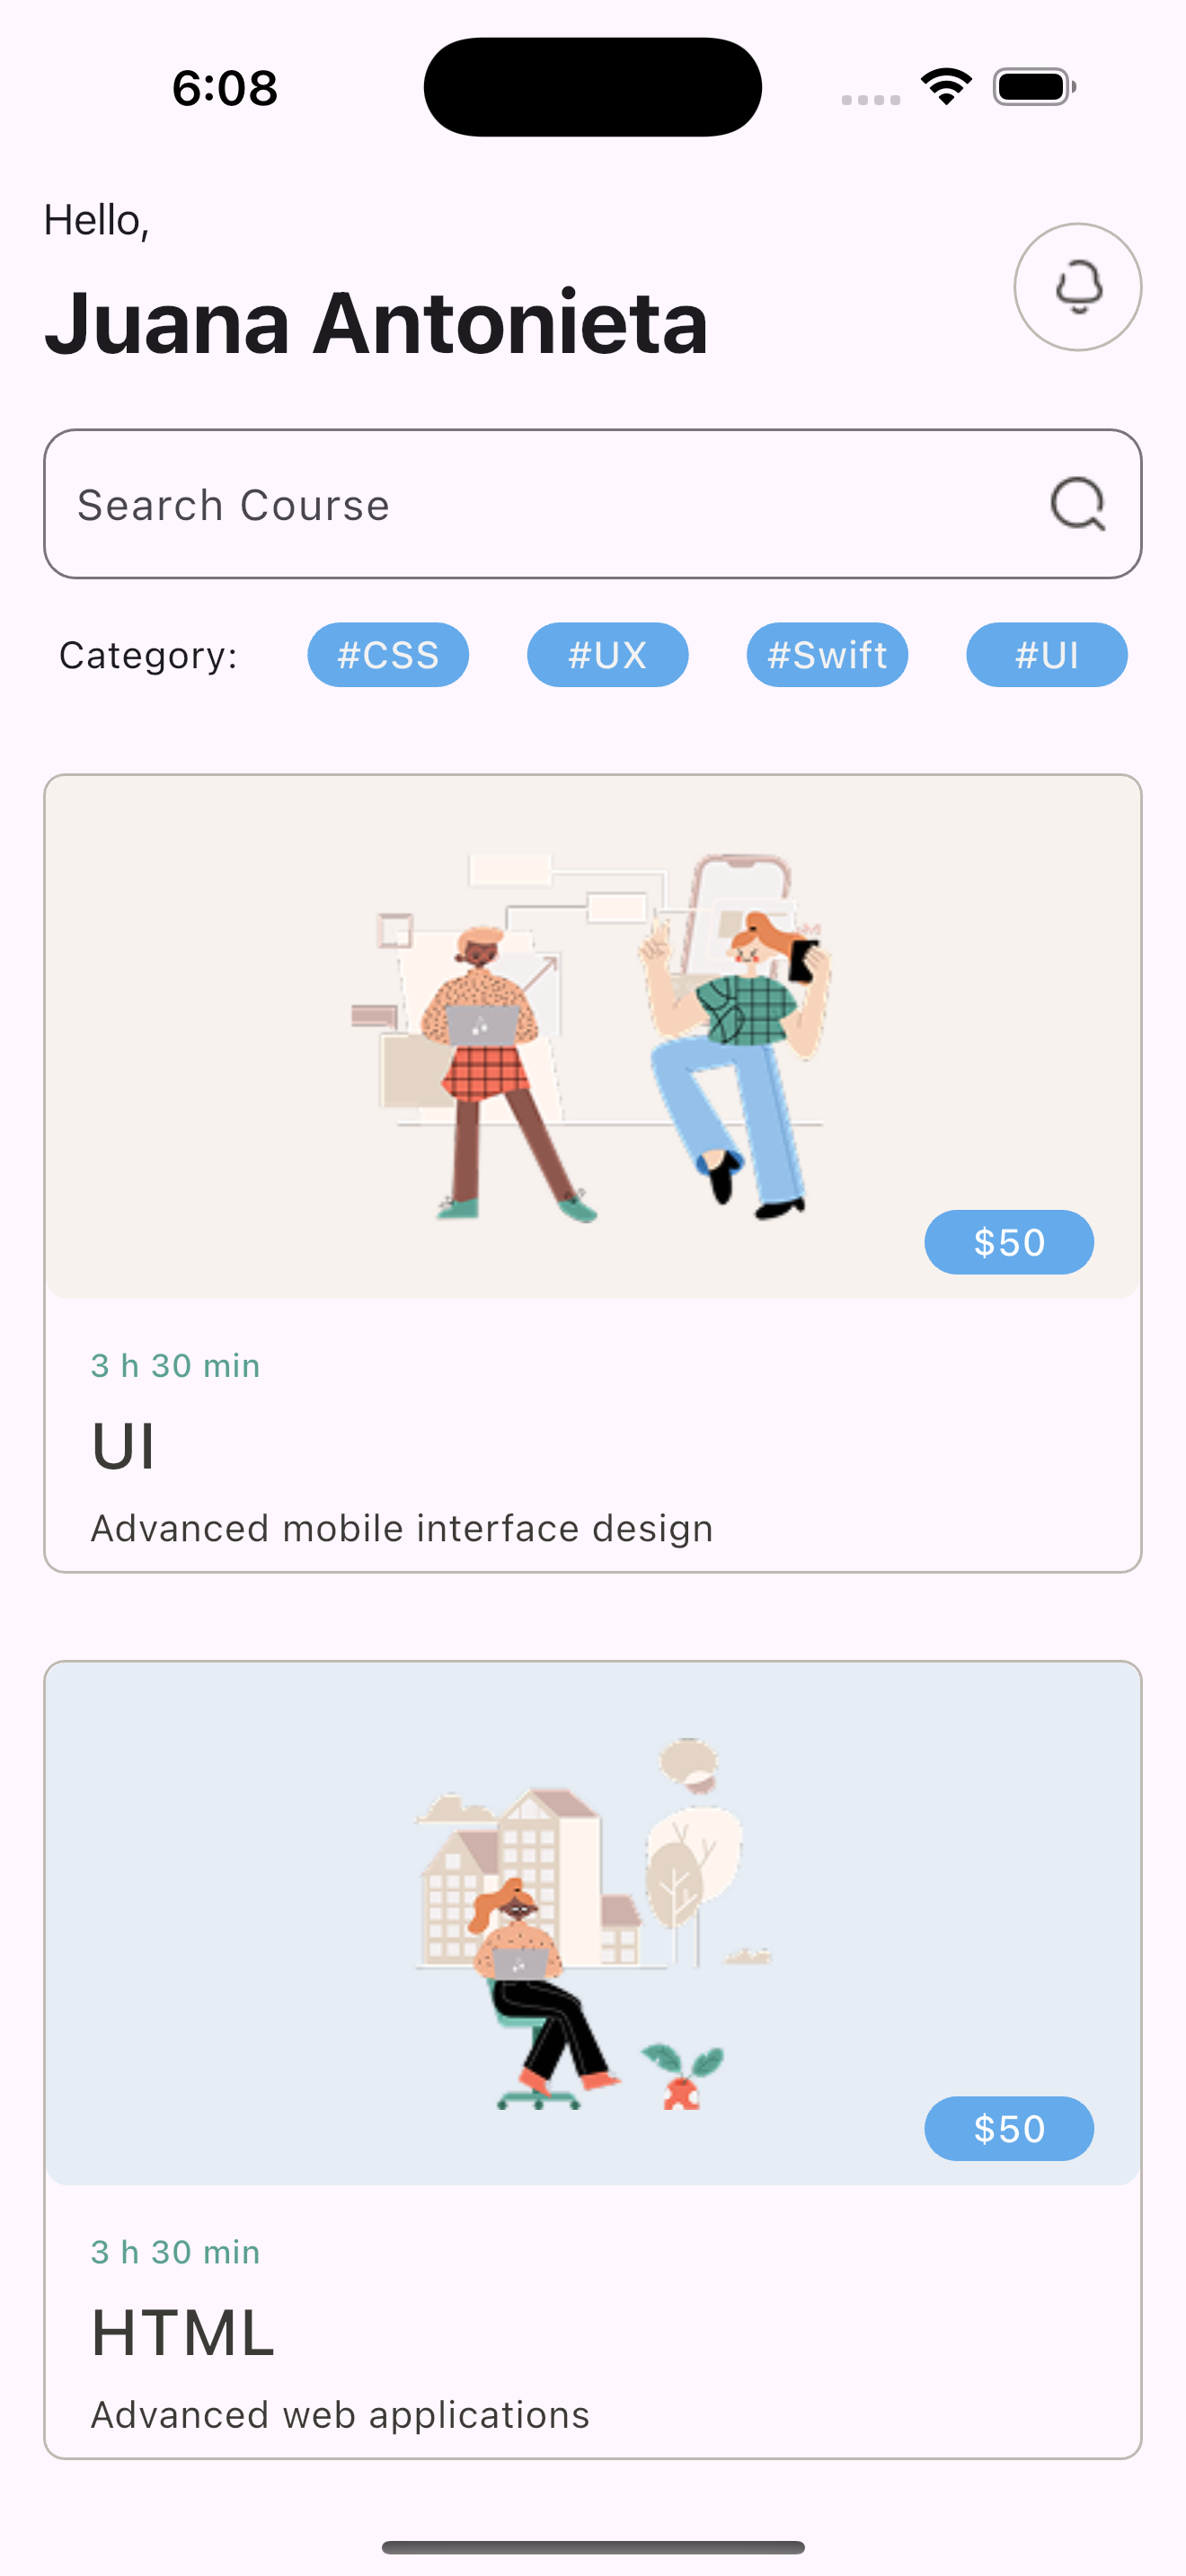 6:08
Hello,
Juana Antonieta
Search Course
Category: #CSS #UX #Swift #UI
$50
3 h 30 min
UI
Advanced mobile interface design
$50
3 h 30 min
HTML
Advanced web applications